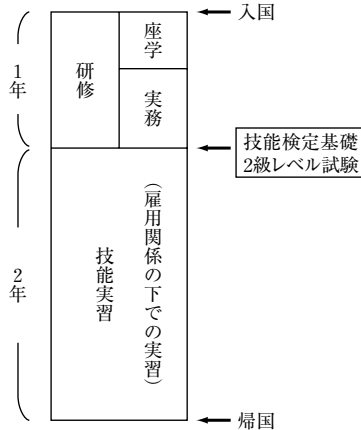 入国
1年
研修
座学
実務
技能検定基礎
2級レベル試験
2年
技能実習
(雇用関係の下での実習)
帰国